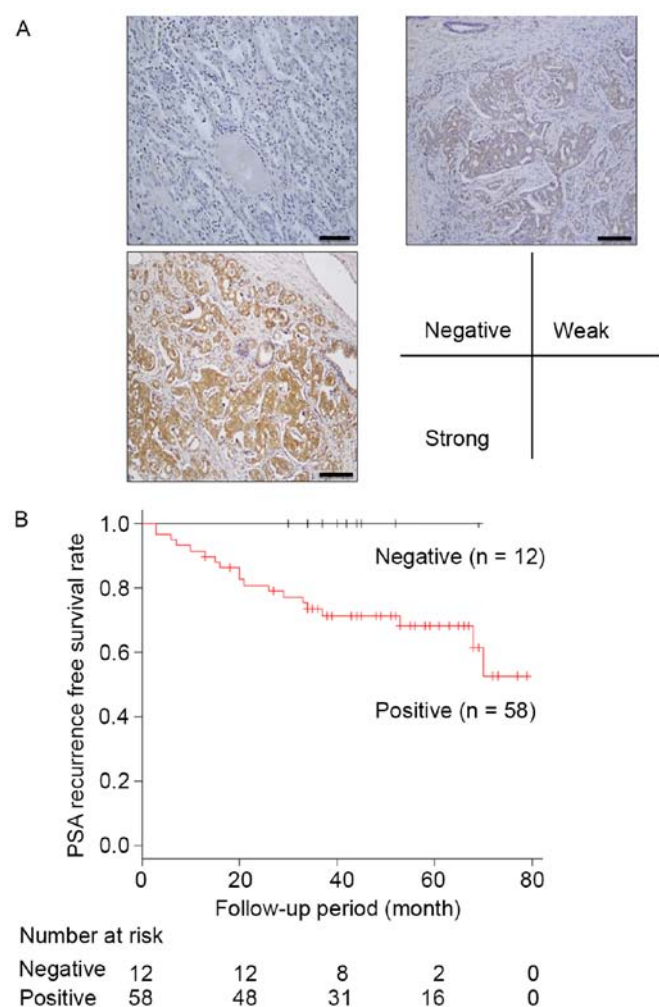 A
Negative Weak
Strong
B
PSA recurrence free survival rate
1.0
0.8
0.6
0.4
0.2
0.0
Negative (n = 12)
Positive (n = 58)
0 20 40 60 80
Follow-up period (month)
Number at risk
Negative 12 12 8 2 0
Positive 58 48 31 16 0